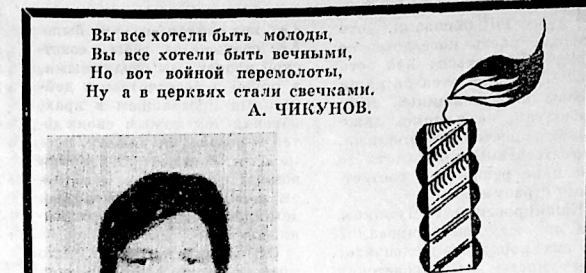 Вы все хотели быть молоды,
Вы все хотели быть вечными,
Но вот войной перемолоты,
Ну а в церквях стали свечками.
А. ЧИКУНОВ.